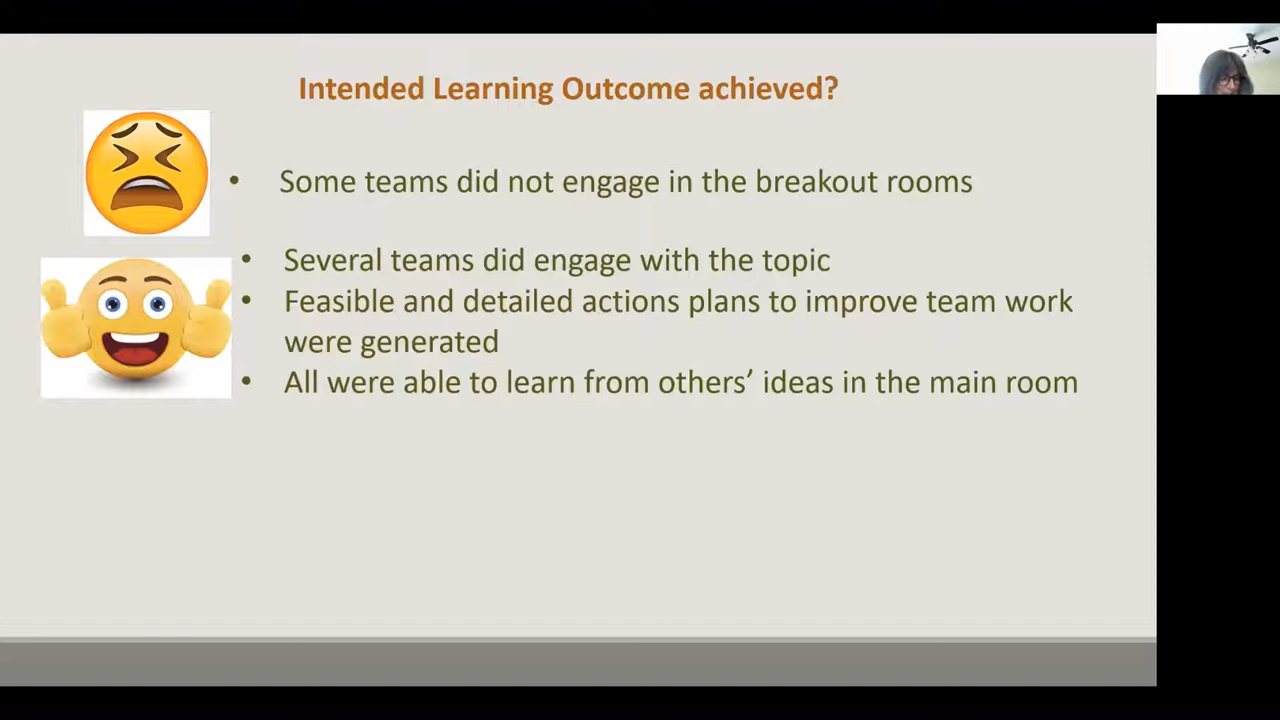 Intended Learning Outcome achieved?
• Some teams did not engage in the breakout rooms
• Several teams did engage with the topic
• Feasible and detailed actions plans to improve team work
were generated
• All were able to learn from others’ ideas in the main room